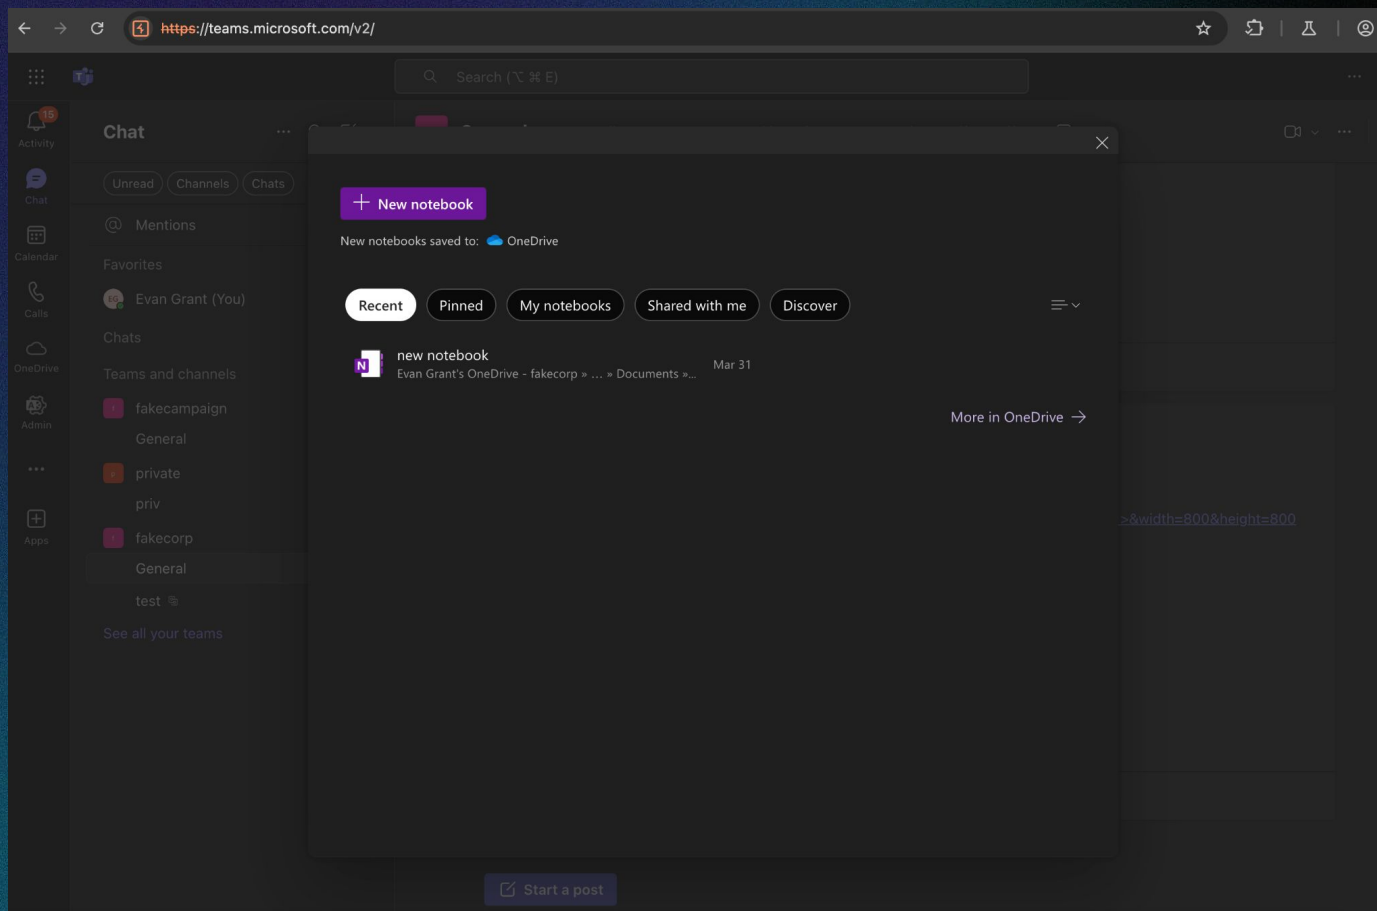 https://teams.microsoft.com/v2/
Search (⌥ ⌘ E)
15
Activity
Chat
Calendar
Calls
OneDrive
Admin
Apps
Chat
Unread
Channels
Chats
@ Mentions
Favorites
EG Evan Grant (You)
Chats
Teams and channels
fakecampaign
General
private
priv
fakecorp
General
test
See all your teams
+ New notebook
New notebooks saved to: OneDrive
Recent
Pinned
My notebooks
Shared with me
Discover
N
new notebook
Evan Grant's OneDrive - fakecorp » … » Documents »...
Mar 31
More in OneDrive →
>&width=800&height=800
Start a post